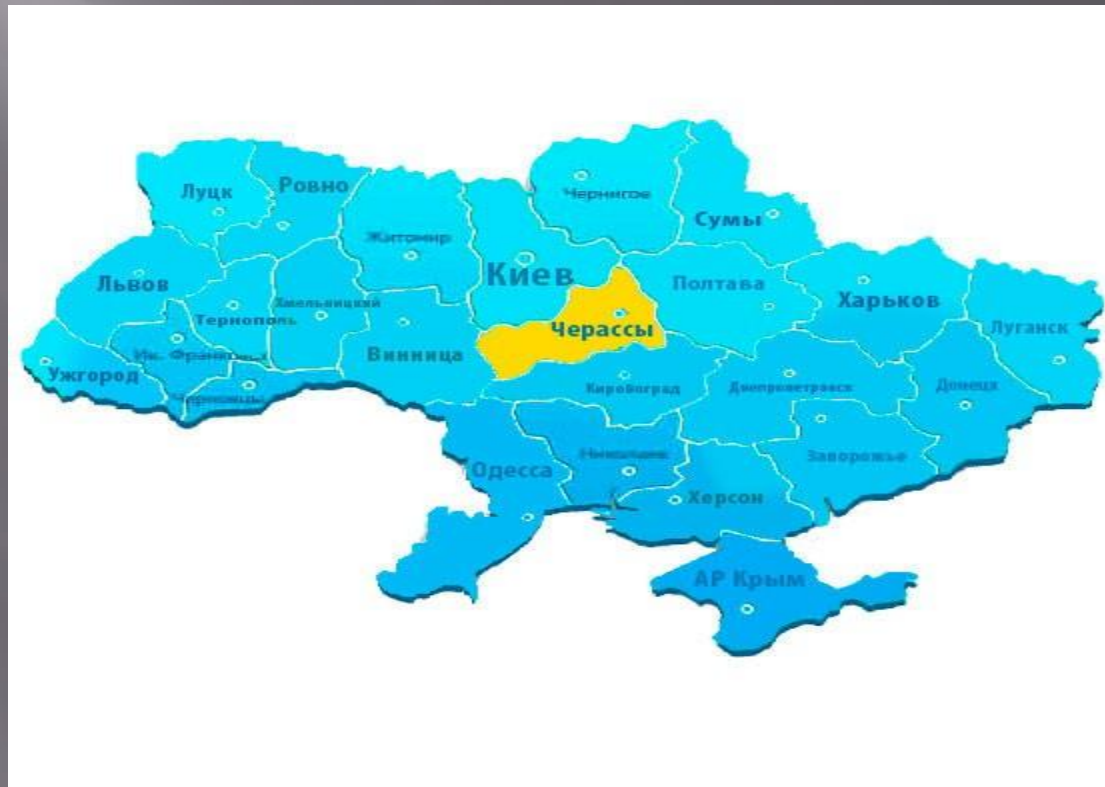 Луцк
Ровно
Чернигое
Сумы
Житомир
Киев
Львов
Полтава
Харьков
Тернополь
Хмельницкий
Черассы
Луганск
Ужгород
Винница
Кировоград
Днепропетровск
Донецк
Черновцы
Одесса
Николаев
Запорожье
Херсон
АР Крым